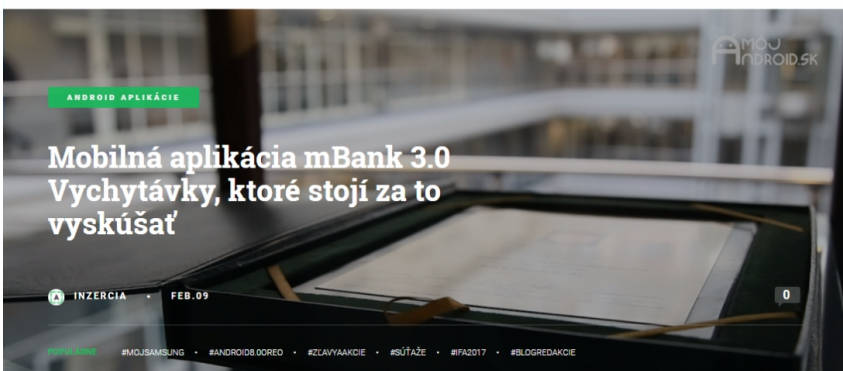 MÔJ
ANDROID.SK
ANDROID APLIKÁCIE
Mobilná aplikácia mBank 3.0
Vychytávky, ktoré stojí za to
vyskúšať
INZERCIA • FEB.09
0
POPULÁRNE #MOJSAMSUNG • #ANDROID8.0OREO • #ZĽAVYAAKCIE • #SÚŤAŽE • #IFA2017 • #BLOGREDAKCIE